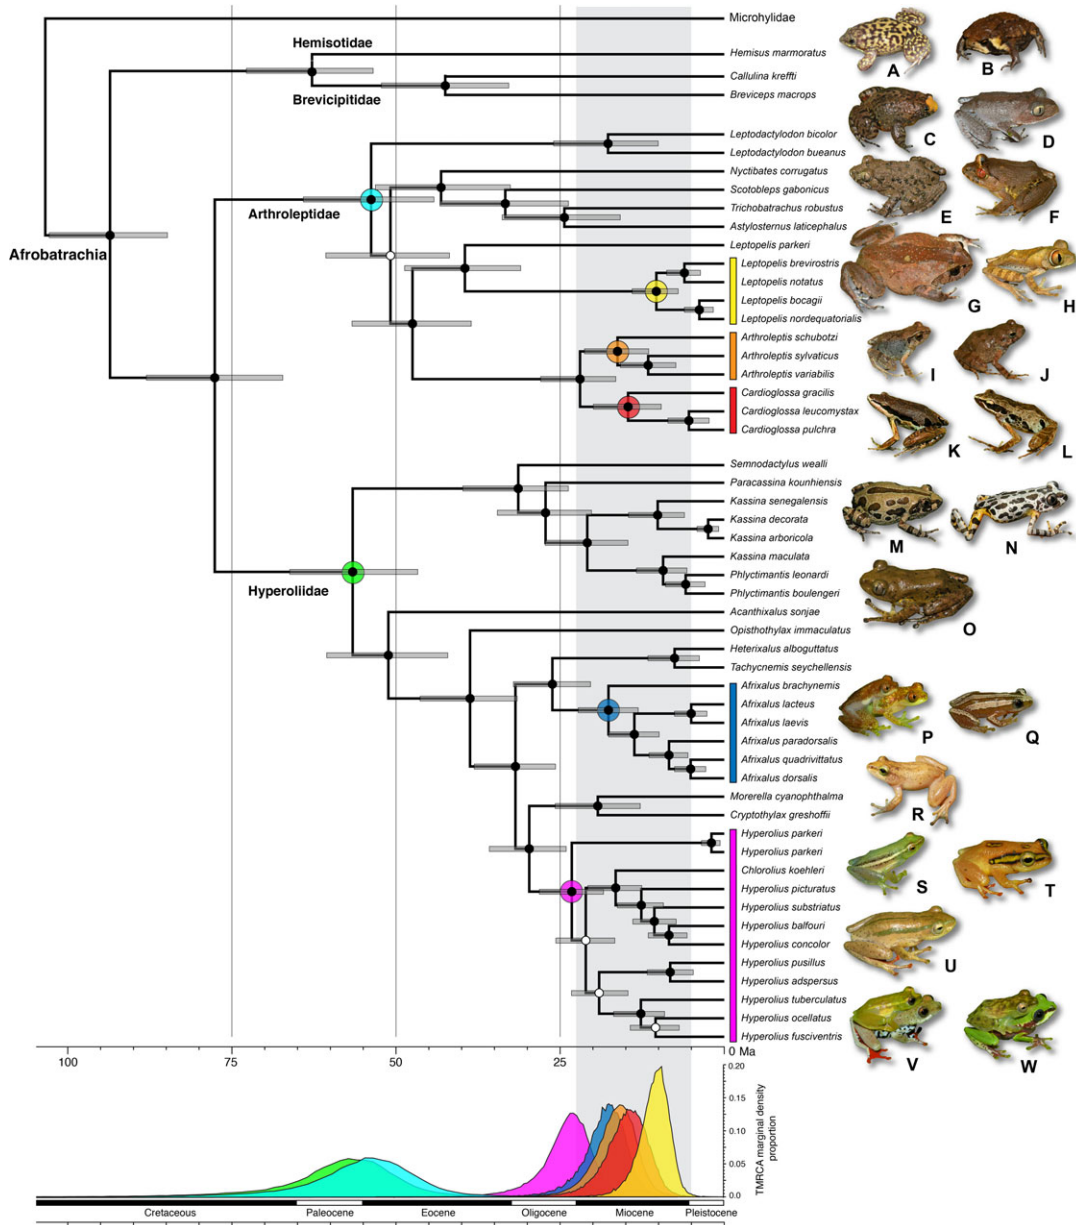 Microhylidae
Hemisotidae
Hemisus marmoratus
Callulina kreffti
Brevicipitidae
Breviceps macrops
A
B
C
D
Leptodactylodon bicolor
Leptodactylodon bueanus
Nyctibates corrugatus
Scotobleps gabonicus
Arthroleptidae
Trichobatrachus robustus
Astylosternus laticephalus
E
F
Afrobatrachia
Leptopelis parkeri
Leptopelis brevirostris
Leptopelis notatus
Leptopelis bocagii
Leptopelis nordequatorialis
G
H
Arthroleptis schubotzi
Arthroleptis sylvaticus
Arthroleptis variabilis
I
J
Cardioglossa gracilis
Cardioglossa leucomystax
Cardioglossa pulchra
K
L
Semnodactylus wealli
Paracassina kounhiensis
Kassina senegalensis
Kassina decorata
Kassina arboricola
M
N
Kassina maculata
Phlyctimantis leonardi
Hyperoliidae
Phlyctimantis boulengeri
Acanthixalus sonjae
Opisthothylax immaculatus
O
Heterixalus alboguttatus
Tachycnemis seychellensis
Afrixalus brachynemis
Afrixalus lacteus
Afrixalus laevis
Afrixalus paradorsalis
Afrixalus quadrivittatus
Afrixalus dorsalis
P
Q
Morerella cyanophthalma
Cryptothylax greshoffii
R
Hyperolius parkeri
Hyperolius parkeri
Chlorolius koehleri
Hyperolius picturatus
Hyperolius substriatus
Hyperolius balfouri
Hyperolius concolor
S
T
U
Hyperolius pusillus
Hyperolius adspersus
Hyperolius tuberculatus
Hyperolius ocellatus
Hyperolius fusciventris
V
W
100
75
50
25
0 Ma
0.20
0.15
0.10
0.05
0.0
TMRCA marginal density
proportion
Cretaceous
Paleocene
Eocene
Oligocene
Miocene
Pleistocene